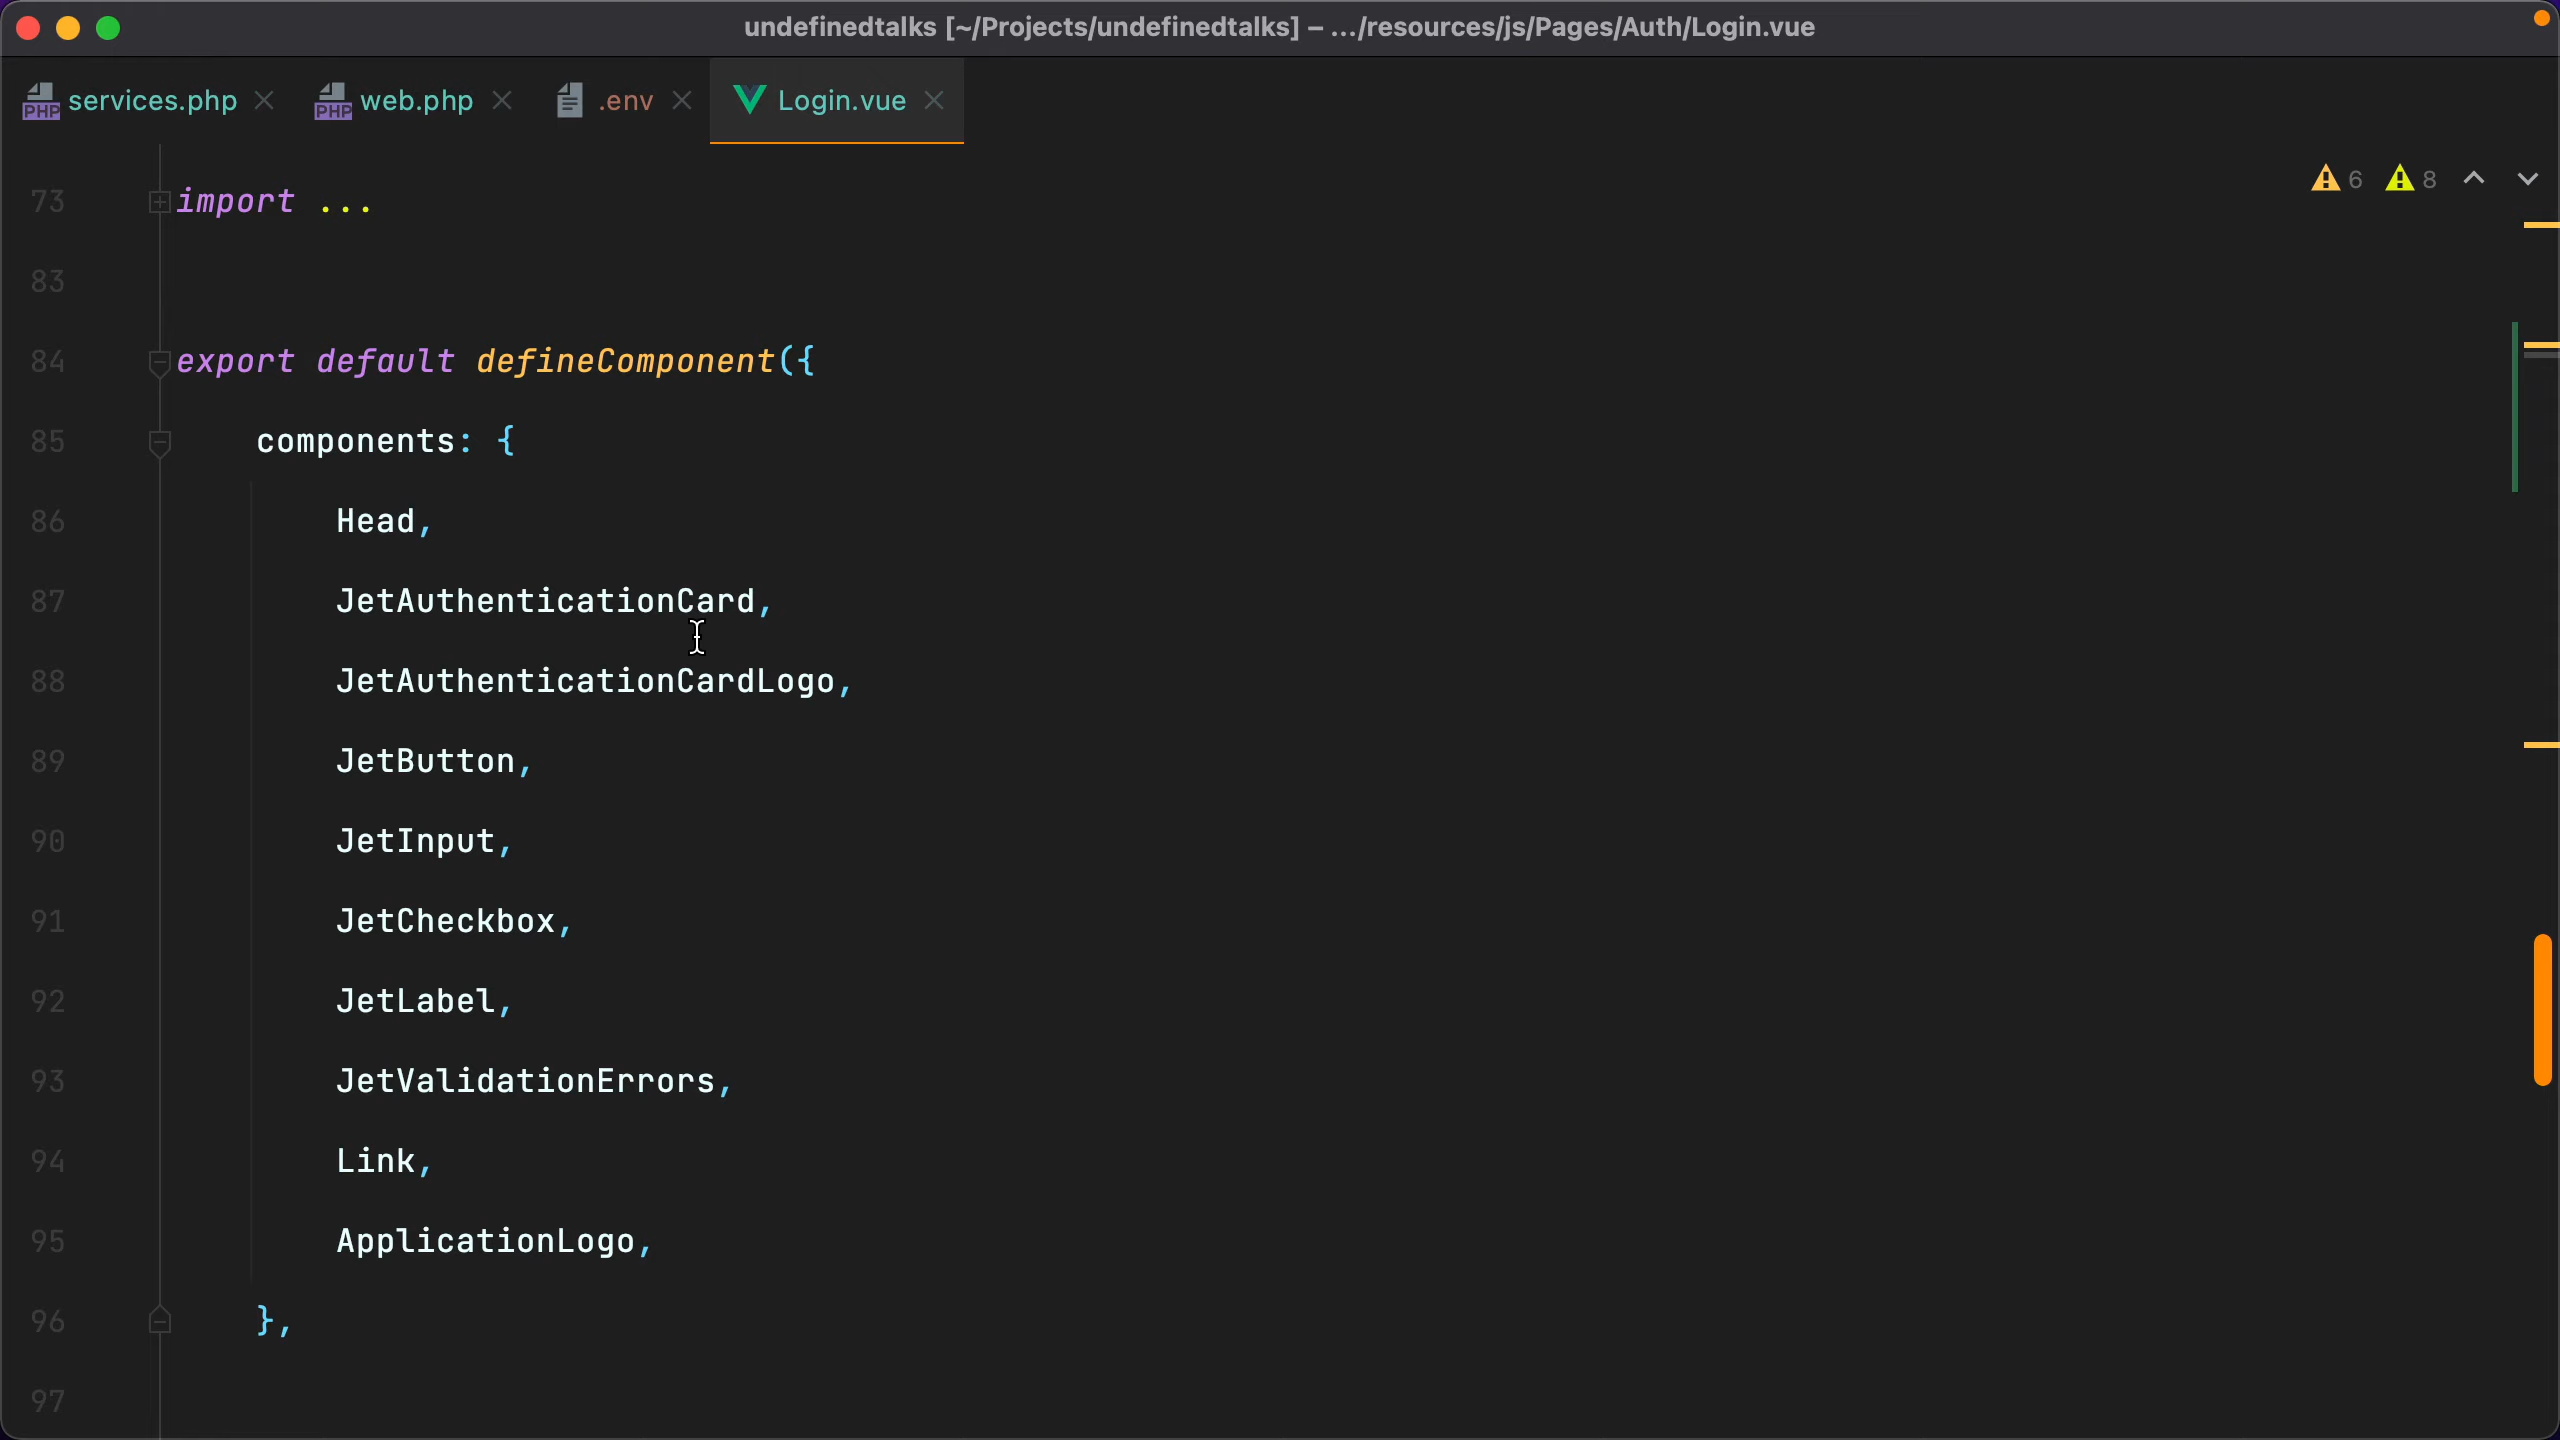 undefinedtalks [~/Projects/undefinedtalks] – .../resources/js/Pages/Auth/Login.vue
services.php web.php .env Login.vue
6 8
73 import ...
83
84 export default defineComponent({
85 components: {
86 Head,
87 JetAuthenticationCard,
88 JetAuthenticationCardLogo,
89 JetButton,
90 JetInput,
91 JetCheckbox,
92 JetLabel,
93 JetValidationErrors,
94 Link,
95 ApplicationLogo,
96 },
97